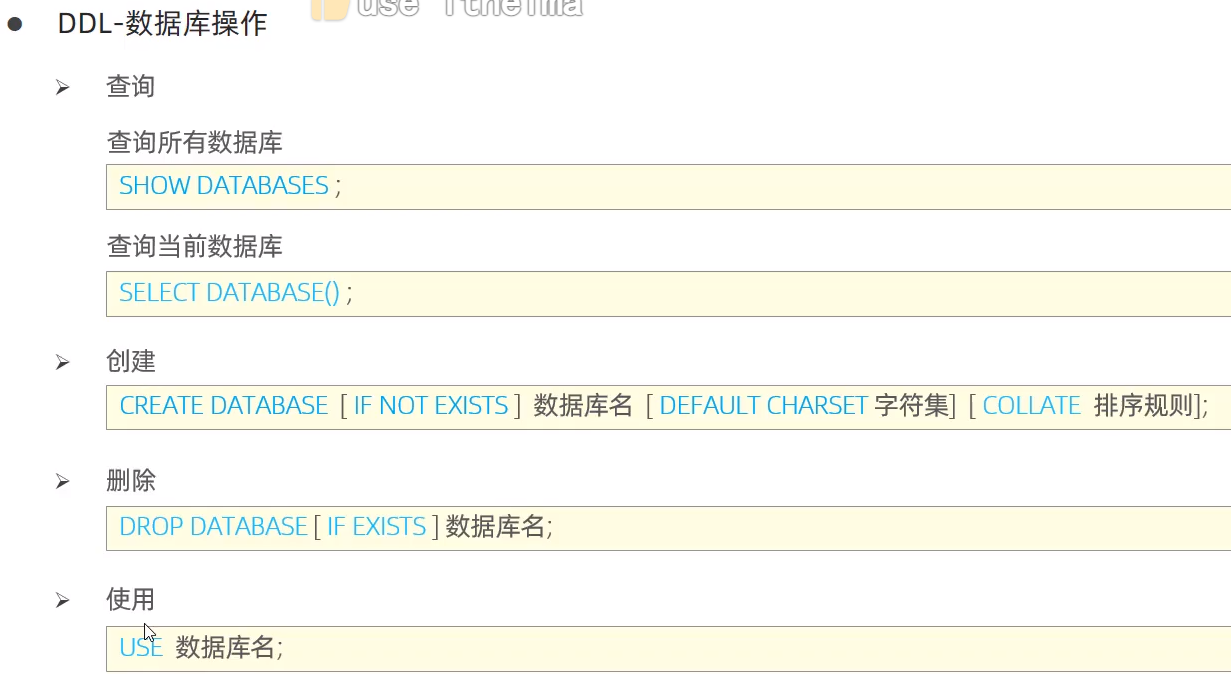 use itheima
DDL-数据库操作
查询
查询所有数据库
SHOW DATABASES ;
查询当前数据库
SELECT DATABASE() ;
创建
CREATE DATABASE [ IF NOT EXISTS ] 数据库名 [ DEFAULT CHARSET 字符集] [ COLLATE 排序规则];
删除
DROP DATABASE [ IF EXISTS ] 数据库名;
使用
USE 数据库名;